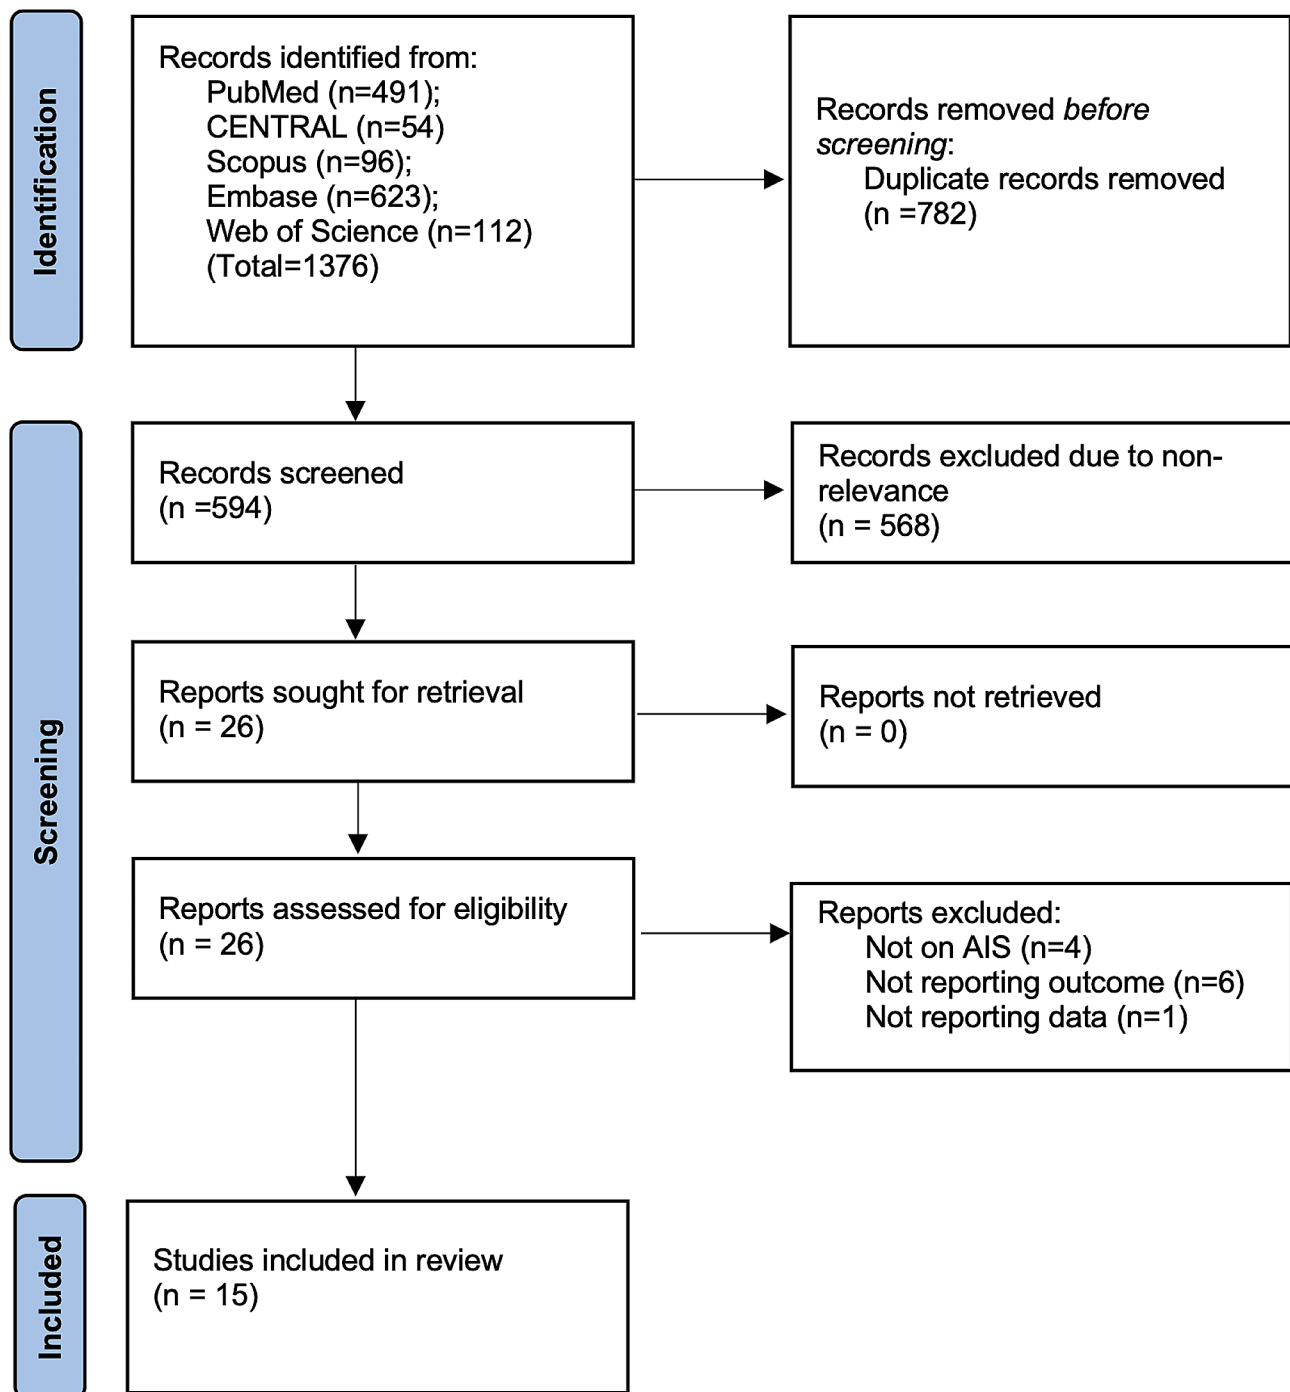 Identification
Records identified from:
PubMed (n=491);
CENTRAL (n=54)
Scopus (n=96);
Embase (n=623);
Web of Science (n=112)
(Total=1376)
Records removed before
screening:
Duplicate records removed
(n =782)
Screening
Records screened
(n =594)
Records excluded due to non-
relevance
(n = 568)
Reports sought for retrieval
(n = 26)
Reports not retrieved
(n = 0)
Reports assessed for eligibility
(n = 26)
Reports excluded:
Not on AIS (n=4)
Not reporting outcome (n=6)
Not reporting data (n=1)
Included
Studies included in review
(n = 15)